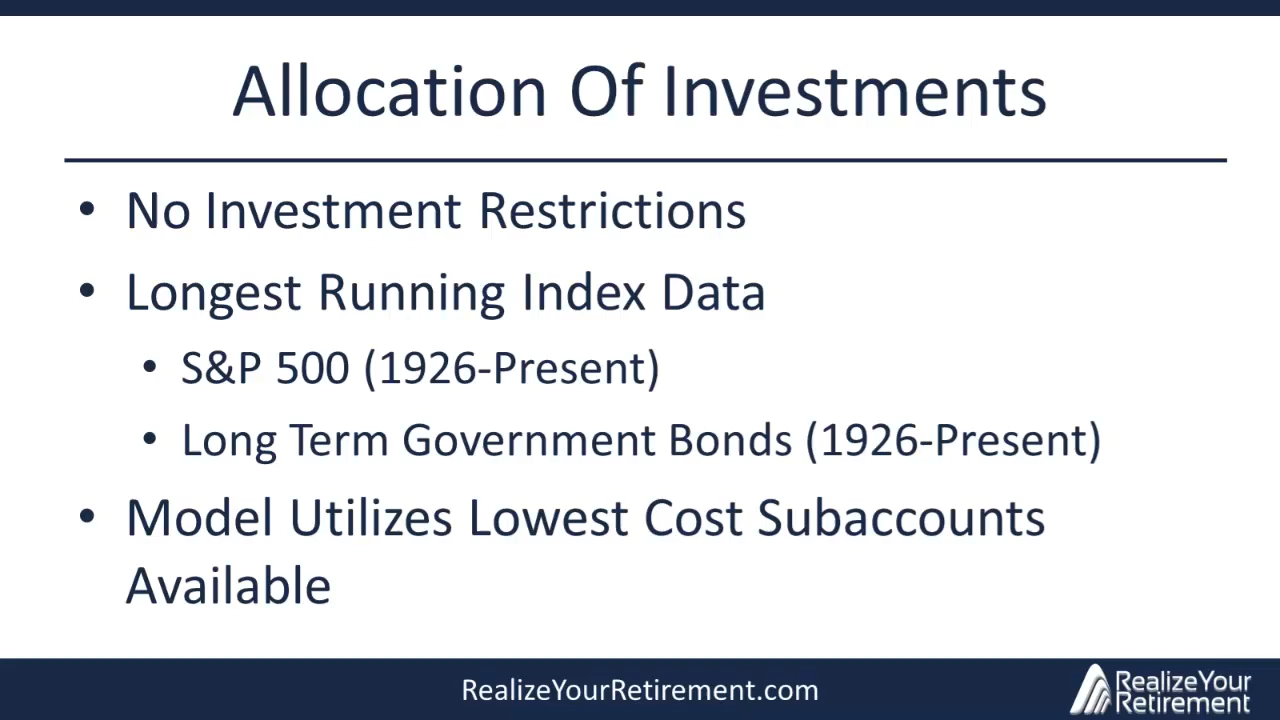 Allocation Of Investments
• No Investment Restrictions
• Longest Running Index Data
• S&P 500 (1926-Present)
• Long Term Government Bonds (1926-Present)
• Model Utilizes Lowest Cost Subaccounts
Available
RealizeYourRetirement.com
RealizeYour
Retirement